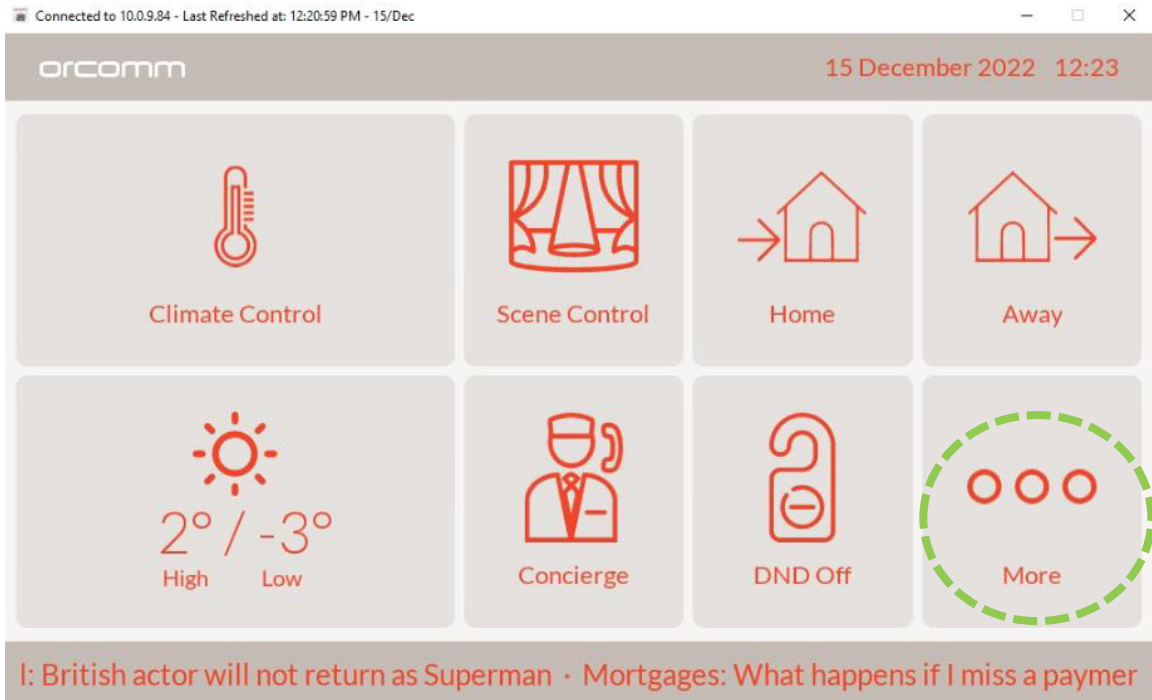 Connected to 10.0.9.84 - Last Refreshed at: 12:20:59 PM - 15/Dec
orcomm
15 December 2022 12:23
Climate Control
Scene Control
Home
Away
2° / -3°
High Low
Concierge
DND Off
More
l: British actor will not return as Superman · Mortgages: What happens if I miss a paymer